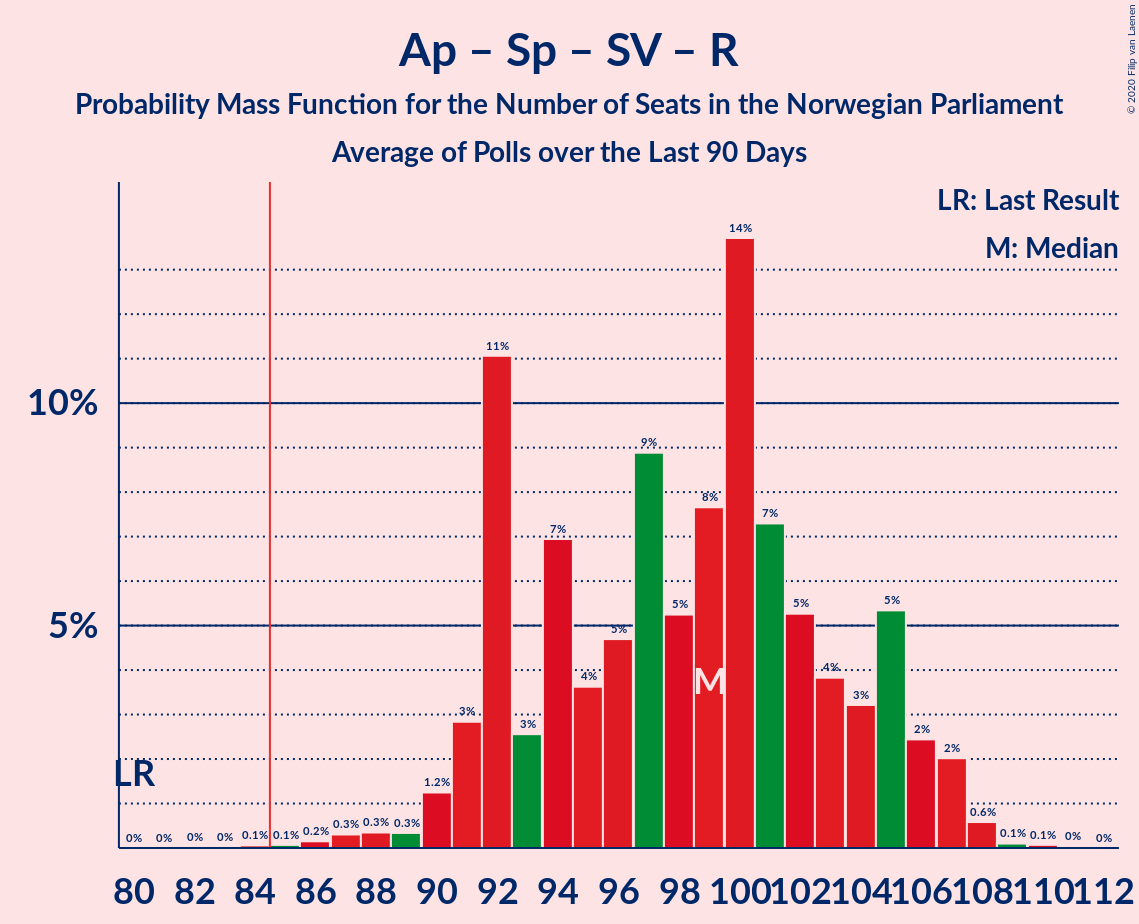 © 2020 Filip van Laenen
Ap – Sp – SV – R
Probability Mass Function for the Number of Seats in the Norwegian Parliament
Average of Polls over the Last 90 Days
LR: Last Result
M: Median
14%
11%
10%
9%
8%
7%
7%
5%
5%
5%
5%
5%
4%
M
4%
3%
3%
3%
2%
2%
LR
1.2%
0.6%
0% 0% 0% 0% 0.1% 0.1% 0.2% 0.3% 0.3% 0.3% 0.1% 0.1% 0% 0%
80 82 84 86 88 90 92 94 96 98 100 102 104 106 108 110 112